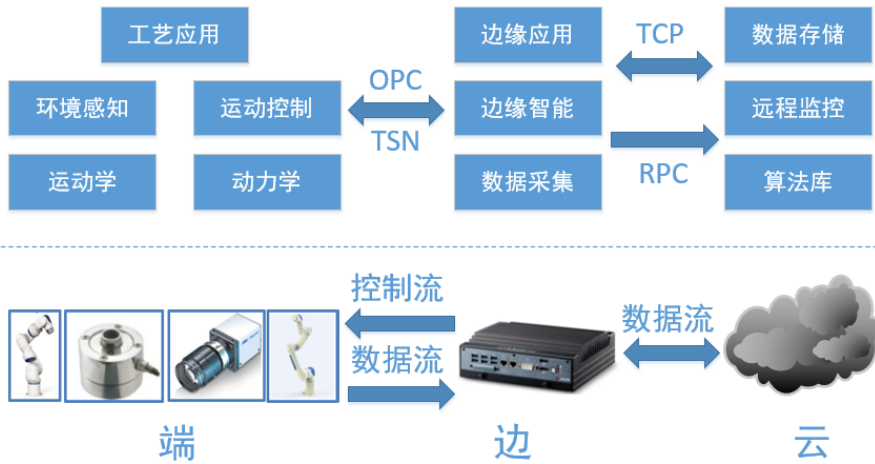 工艺应用
环境感知
运动控制
运动学
动力学
OPC
TSN
边缘应用
边缘智能
数据采集
TCP
RPC
数据存储
远程监控
算法库
控制流
数据流
数据流
端
边
云